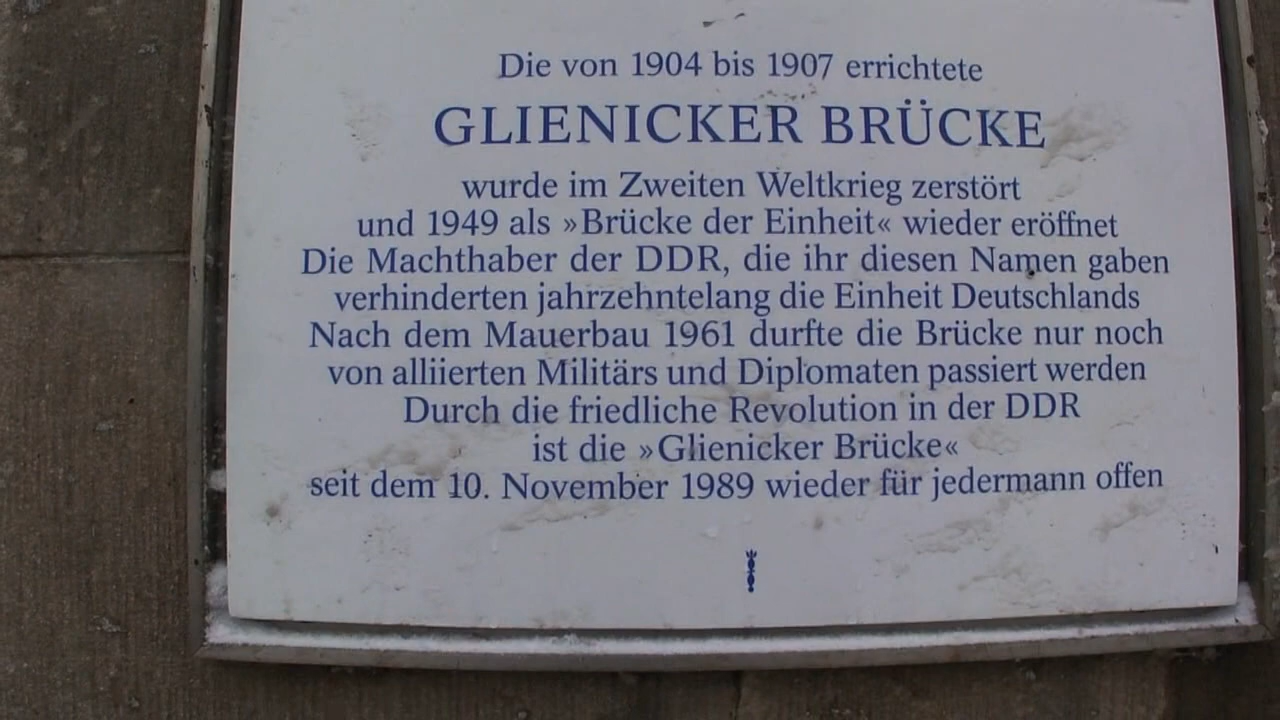 Die von 1904 bis 1907 errichtete
GLIENICKER BRÜCKE
wurde im Zweiten Weltkrieg zerstört
und 1949 als »Brücke der Einheit« wieder eröffnet
Die Machthaber der DDR, die ihr diesen Namen gaben
verhinderten jahrzehntelang die Einheit Deutschlands
Nach dem Mauerbau 1961 durfte die Brücke nur noch
von alliierten Militärs und Diplomaten passiert werden
Durch die friedliche Revolution in der DDR
ist die »Glienicker Brücke«
seit dem 10. November 1989 wieder für jedermann offen